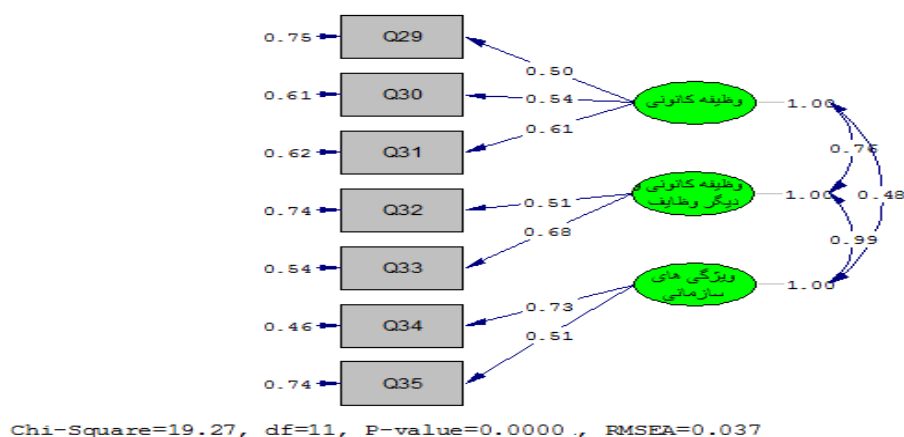 0.75
Q29
0.50
0.61
Q30
0.54
وظیفه کانونی
1.00
0.61
0.62
Q31
0.76
0.74
Q32
0.51
وظیفه کانونی و
دیگر وظایف
1.00
0.48
0.68
0.54
Q33
0.99
0.73
ویژگی های
سازمانی
1.00
0.46
Q34
0.51
0.74
Q35
Chi-Square=19.27, df=11, P-value=0.0000 , RMSEA=0.037